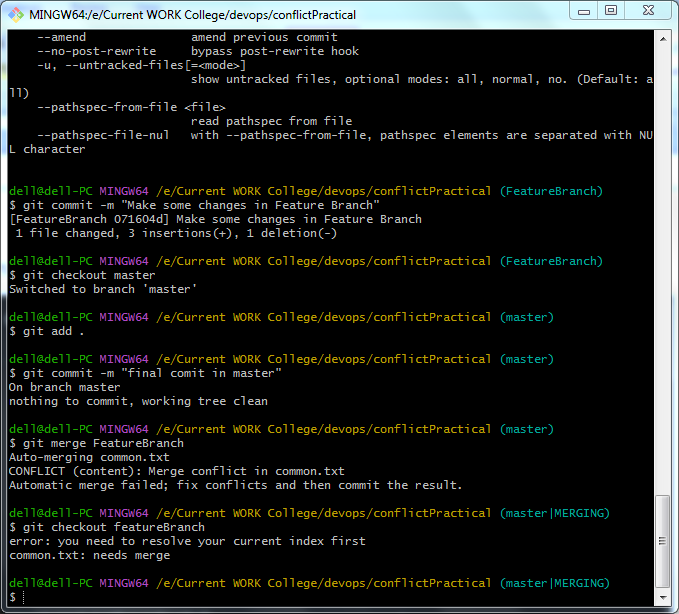 MINGW64:/e/Current WORK College/devops/conflictPractical
--amend amend previous commit
--no-post-rewrite bypass post-rewrite hook
-u, --untracked-files[=<mode>]
show untracked files, optional modes: all, normal, no. (Default: a
ll)
--pathspec-from-file <file>
read pathspec from file
--pathspec-file-nul with --pathspec-from-file, pathspec elements are separated with NU
L character
dell@dell-PC MINGW64 /e/Current WORK College/devops/conflictPractical (FeatureBranch)
$ git commit -m "Make some changes in Feature Branch"
[FeatureBranch 071604d] Make some changes in Feature Branch
1 file changed, 3 insertions(+), 1 deletion(-)
dell@dell-PC MINGW64 /e/Current WORK College/devops/conflictPractical (FeatureBranch)
$ git checkout master
Switched to branch 'master'
dell@dell-PC MINGW64 /e/Current WORK College/devops/conflictPractical (master)
$ git add .
dell@dell-PC MINGW64 /e/Current WORK College/devops/conflictPractical (master)
$ git commit -m "final comit in master"
On branch master
nothing to commit, working tree clean
dell@dell-PC MINGW64 /e/Current WORK College/devops/conflictPractical (master)
$ git merge FeatureBranch
Auto-merging common.txt
CONFLICT (content): Merge conflict in common.txt
Automatic merge failed; fix conflicts and then commit the result.
dell@dell-PC MINGW64 /e/Current WORK College/devops/conflictPractical (master|MERGING)
$ git checkout featureBranch
error: you need to resolve your current index first
common.txt: needs merge
dell@dell-PC MINGW64 /e/Current WORK College/devops/conflictPractical (master|MERGING)
$